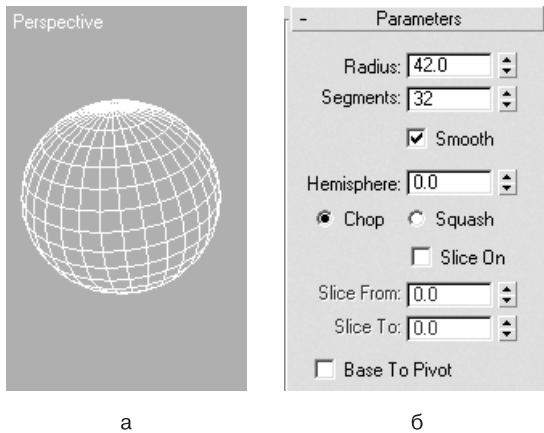 Perspective
- Parameters
Radius: 42.0
Segments: 32
Smooth
Hemisphere: 0.0
Chop Squash
Slice On
Slice From: 0.0
Slice To: 0.0
Base To Pivot
а б